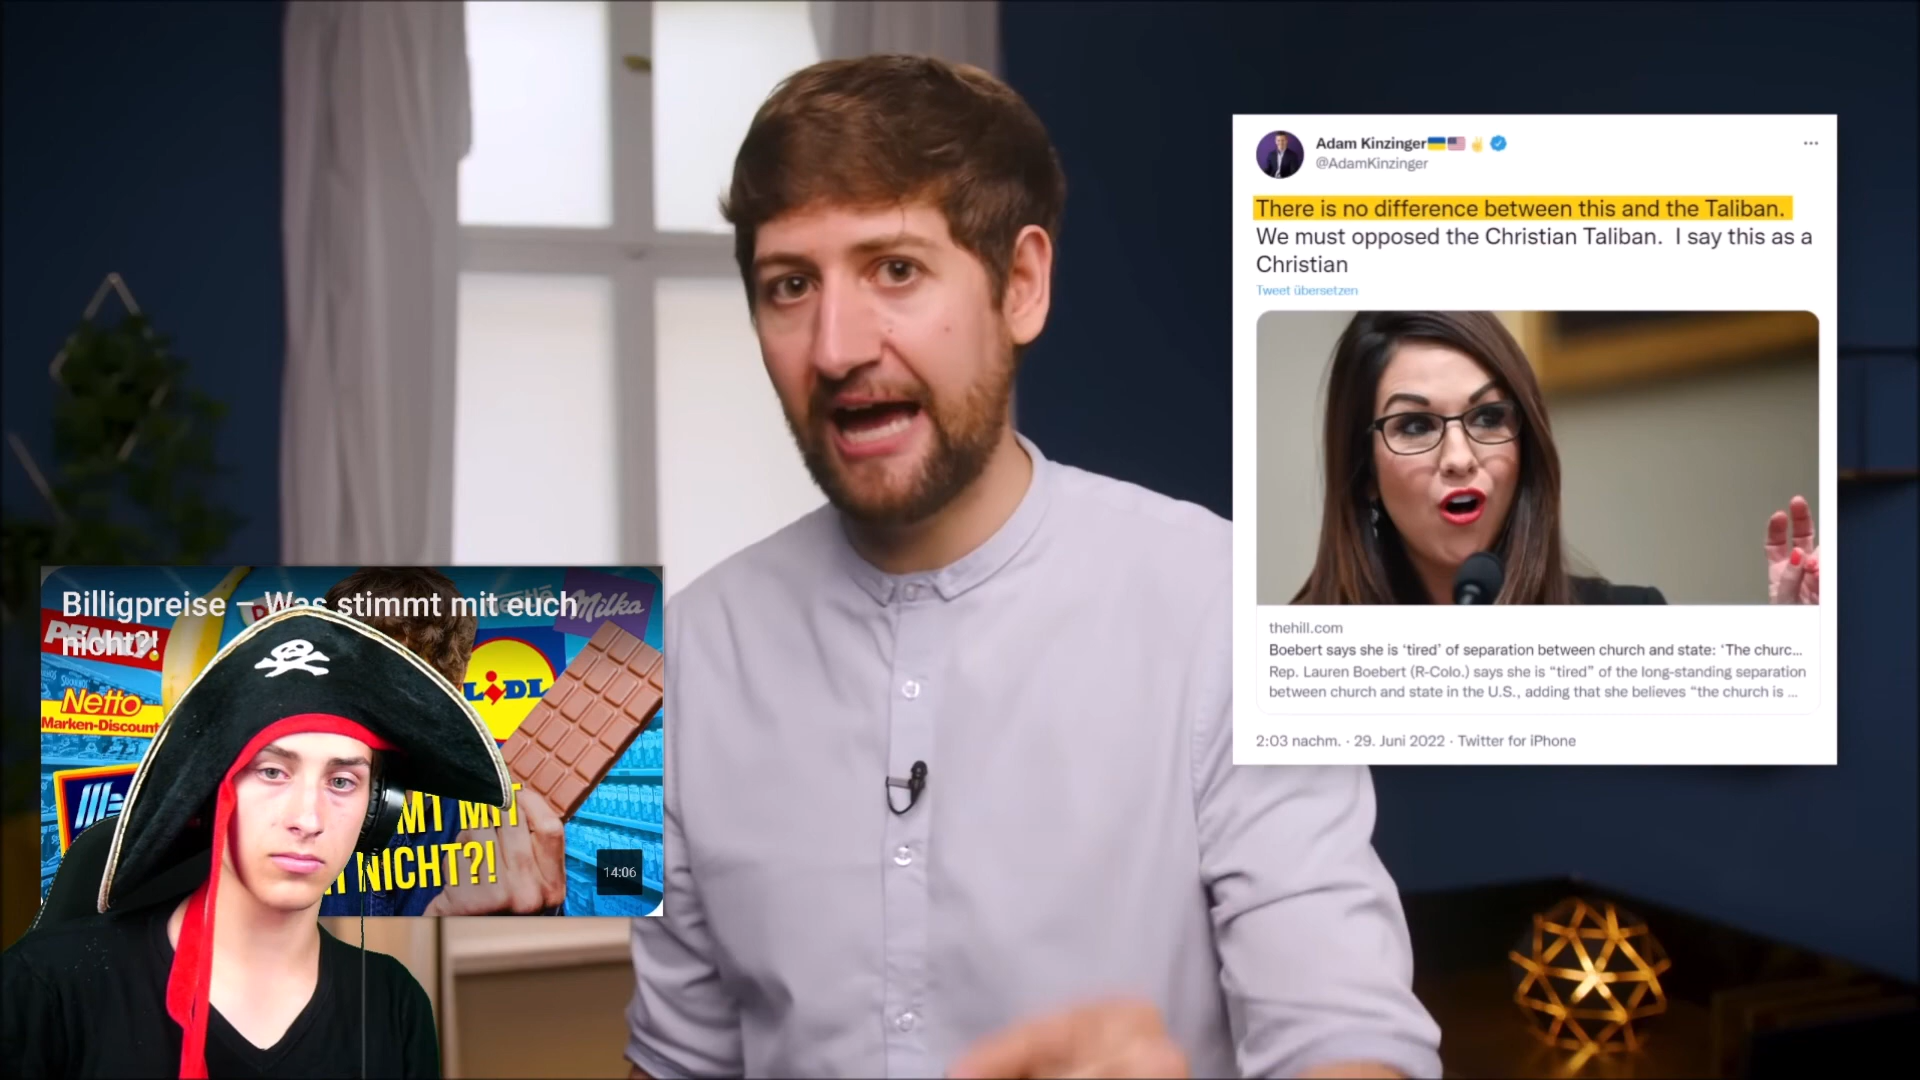 Adam Kinzinger
@AdamKinzinger
There is no difference between this and the Taliban.
We must opposed the Christian Taliban. I say this as a
Christian
Tweet übersetzen
thehill.com
Boebert says she is ‘tired’ of separation between church and state: ‘The churc...
Rep. Lauren Boebert (R-Colo.) says she is “tired” of the long-standing separation
between church and state in the U.S., adding that she believes “the church is ...
2:03 nachm. · 29. Juni 2022 · Twitter for iPhone
Billigpreise – Was stimmt mit euch
nicht?!
PENNY
Nestlé
Milka
LIDL
Netto
Marken-Discount
MT MIT
NICHT?!
14:06